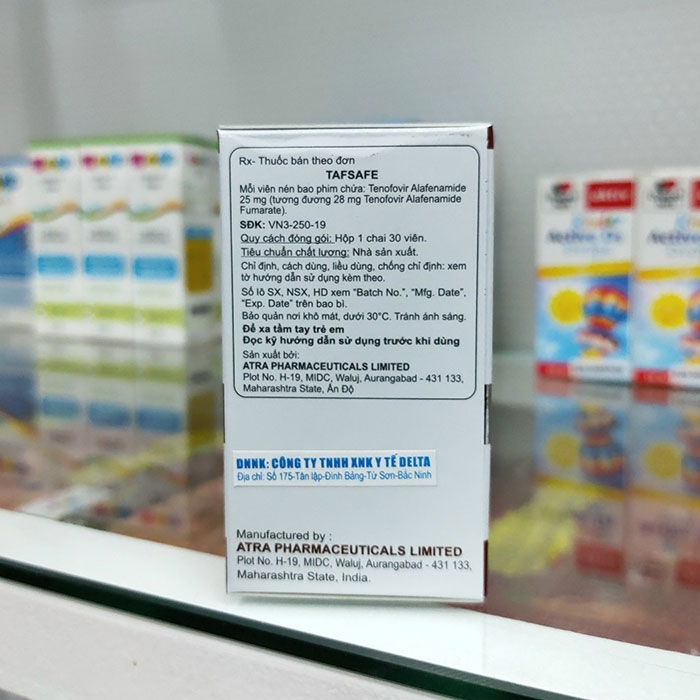 Rx- Thuốc bán theo đơn
TAFSAFE
Mỗi viên nén bao phim chứa: Tenofovir Alafenamide
25 mg (tương đương 28 mg Tenofovir Alafenamide
Fumarate).
SĐK: VN3-250-19
Quy cách đóng gói: Hộp 1 chai 30 viên.
Tiêu chuẩn chất lượng: Nhà sản xuất.
Chỉ định, cách dùng, liều dùng, chống chỉ định: xem
tờ hướng dẫn sử dụng kèm theo.
Số lô SX, NSX, HD xem "Batch No.", "Mfg. Date",
"Exp. Date" trên bao bì.
Bảo quản nơi khô mát, dưới 30°C. Tránh ánh sáng.
Để xa tầm tay trẻ em
Đọc kỹ hướng dẫn sử dụng trước khi dùng
Sản xuất bởi:
ATRA PHARMACEUTICALS LIMITED
Plot No. H-19, MIDC, Waluj, Aurangabad - 431 133,
Maharashtra State, Ấn Độ
DNNK: CÔNG TY TNHH XNK Y TẾ DELTA
Địa chỉ: Số 175-Tân lập-Đình Bảng-Từ Sơn-Bắc Ninh
Manufactured by :
ATRA PHARMACEUTICALS LIMITED
Plot No. H-19, MIDC, Waluj, Aurangabad - 431 133,
Maharashtra State, India.